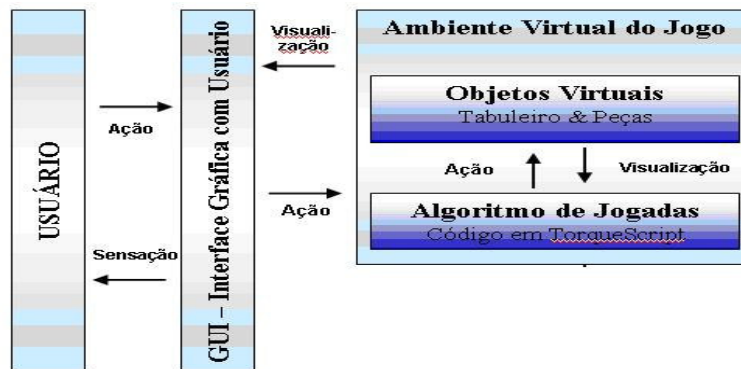 USUÁRIO
Ação
Sensação
GUI – Interface Gráfica com Usuário
Visuali-
zação
Ação
Ambiente Virtual do Jogo
Objetos Virtuais
Tabuleiro & Peças
Ação
Visualização
Algoritmo de Jogadas
Código em TorqueScript